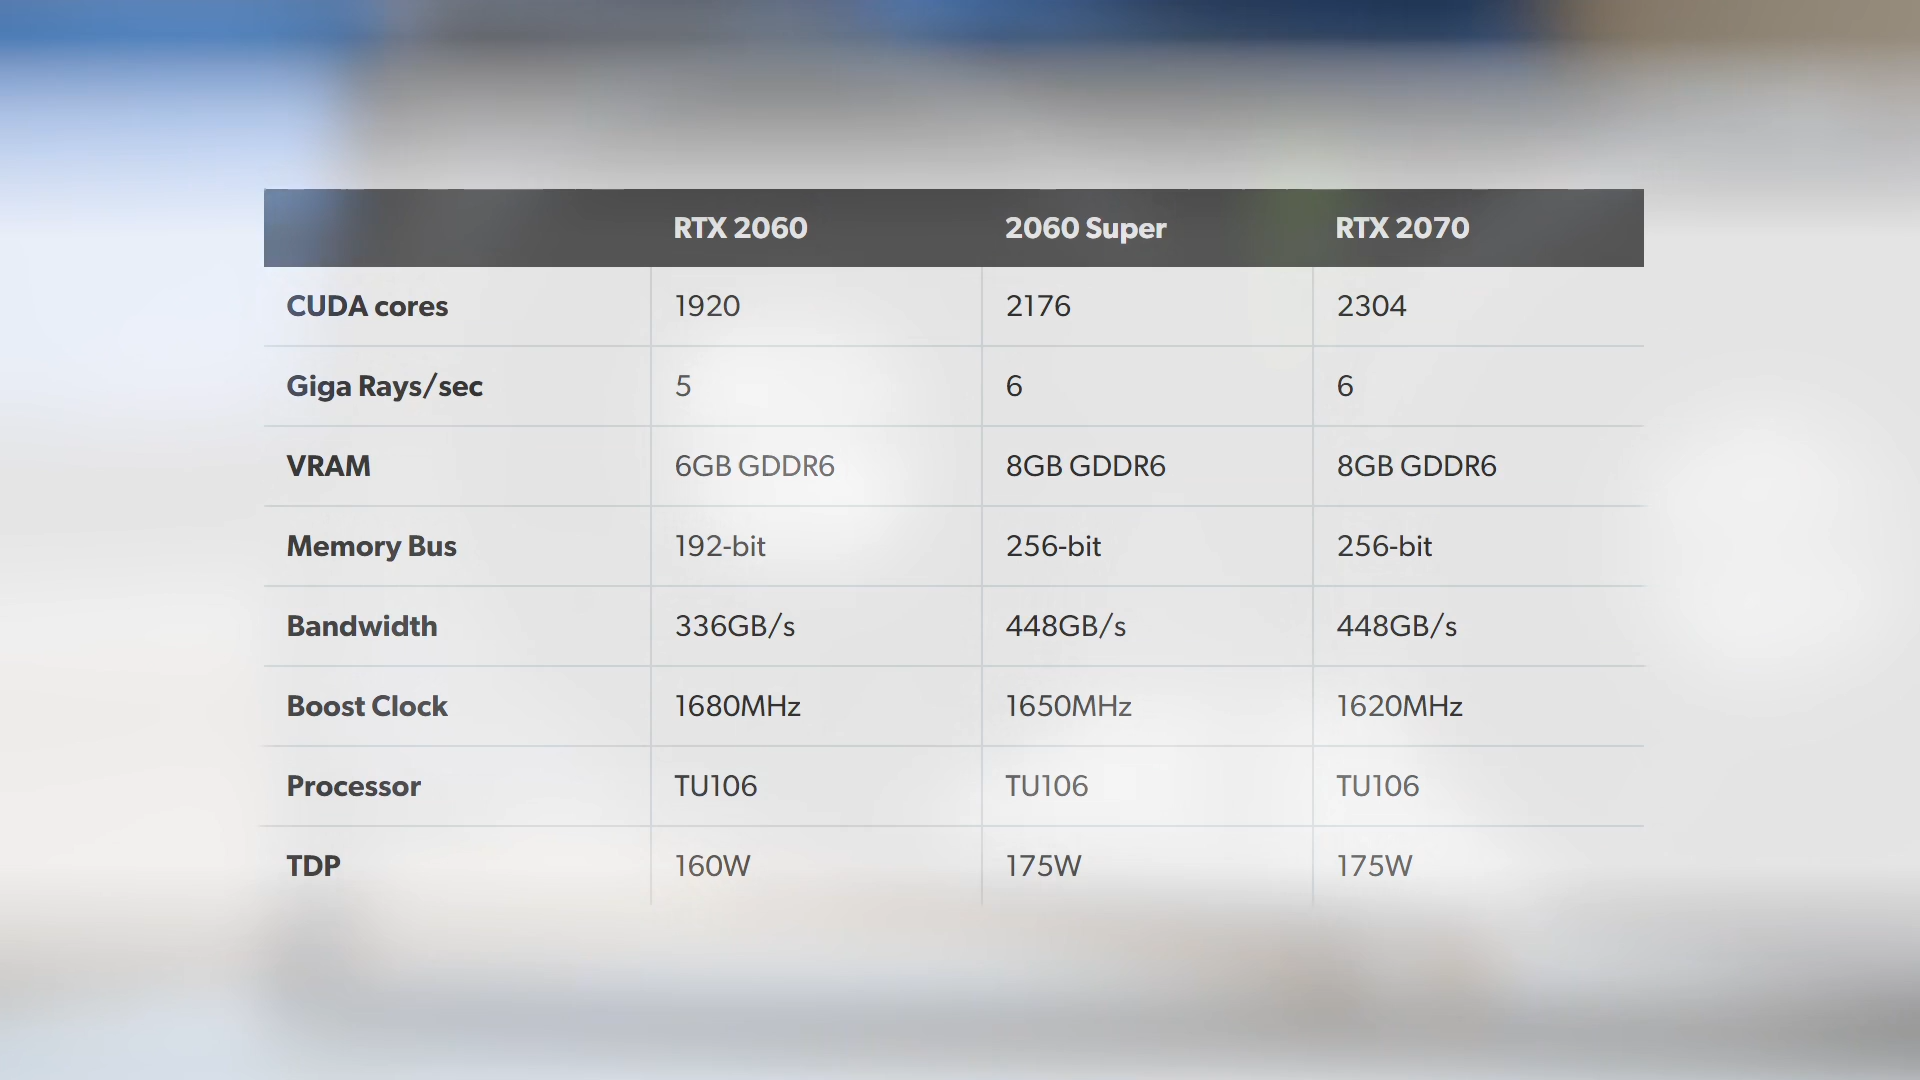 RTX 2060 2060 Super RTX 2070
CUDA cores 1920 2176 2304
Giga Rays/sec 5 6 6
VRAM 6GB GDDR6 8GB GDDR6 8GB GDDR6
Memory Bus 192-bit 256-bit 256-bit
Bandwidth 336GB/s 448GB/s 448GB/s
Boost Clock 1680MHz 1650MHz 1620MHz
Processor TU106 TU106 TU106
TDP 160W 175W 175W